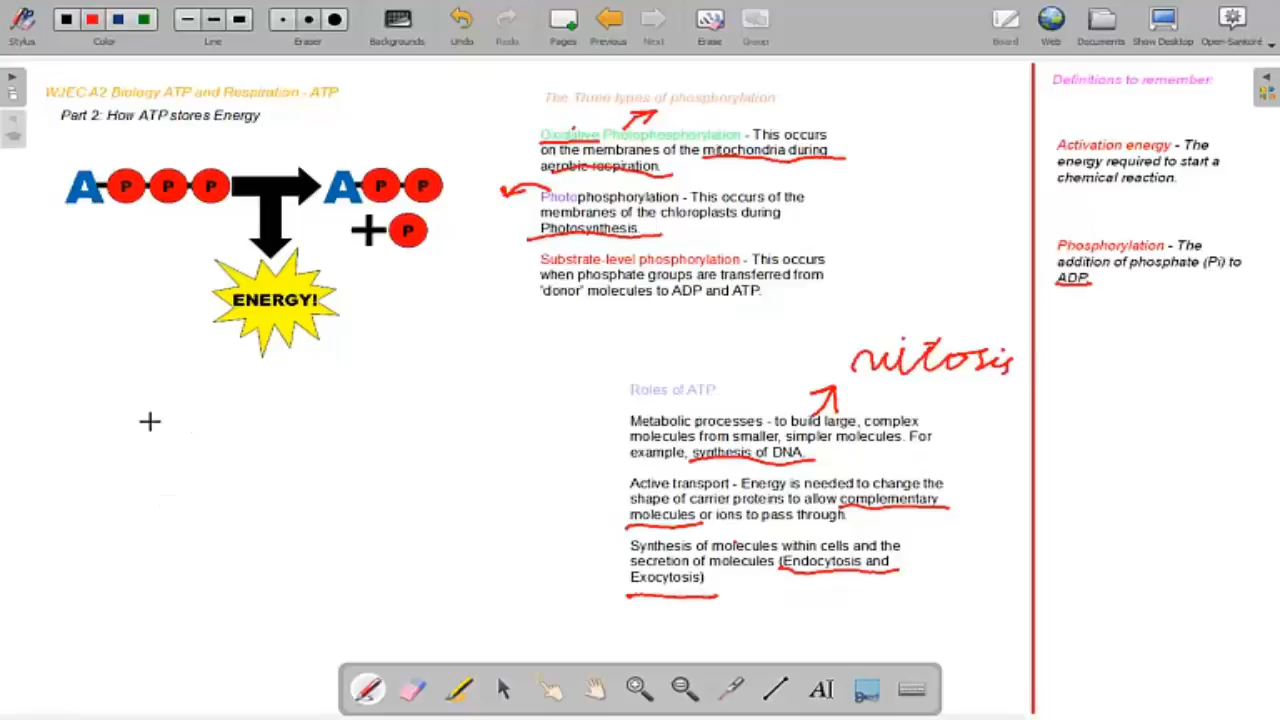 Stylus
Color
Line
Eraser
Backgrounds
Undo
Redo
Pages
Previous
Next
Erase
Group
Board
Web
Documents
Show Desktop
Open-Sankoré
WJEC A2 Biology ATP and Respiration - ATP
Part 2: How ATP stores Energy
A P P P
A P P
+ P
ENERGY!
The Three types of phosphorylation
Oxidative Photophosphorylation - This occurs
on the membranes of the mitochondria during
aerobic respiration.
Photophosphorylation - This occurs of the
membranes of the chloroplasts during
Photosynthesis.
Substrate-level phosphorylation - This occurs
when phosphate groups are transferred from
'donor' molecules to ADP and ATP.
mitosis
Roles of ATP
Metabolic processes - to build large, complex
molecules from smaller, simpler molecules. For
example, synthesis of DNA.
Active transport - Energy is needed to change the
shape of carrier proteins to allow complementary
molecules or ions to pass through.
Synthesis of molecules within cells and the
secretion of molecules (Endocytosis and
Exocytosis)
Definitions to remember:
Activation energy - The
energy required to start a
chemical reaction.
Phosphorylation - The
addition of phosphate (Pi) to
ADP.
AI